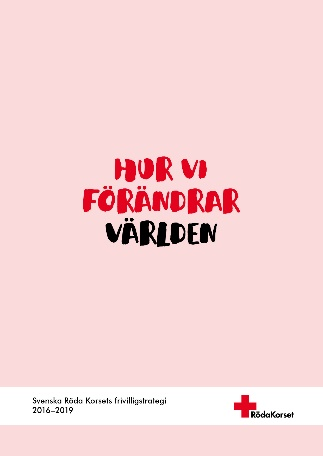 HUR VI
FÖRÄNDRAR
VÄRLDEN
Svenska Röda Korsets frivilligstrategi
2016–2019
RödaKorset